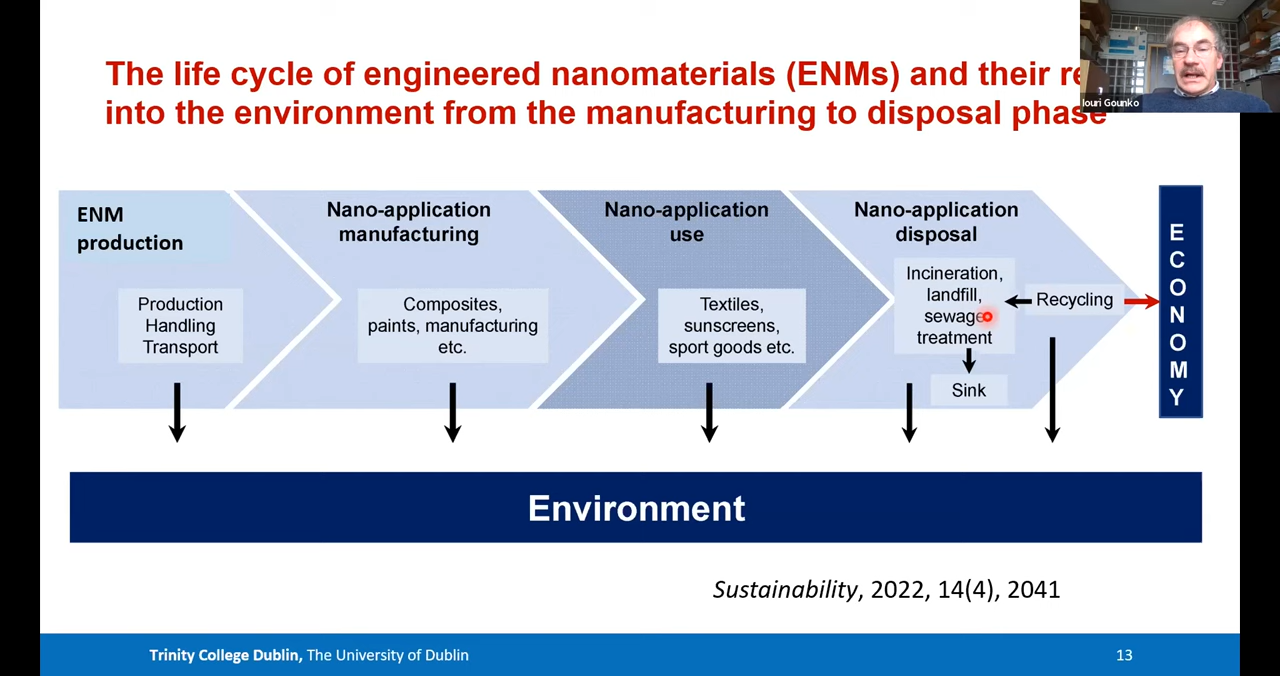 The life cycle of engineered nanomaterials (ENMs) and their
into the environment from the manufacturing to disposal phase
Iouri Gounko
ENM
production
Production
Handling
Transport
Nano-application
manufacturing
Composites,
paints, manufacturing
etc.
Nano-application
use
Textiles,
sunscreens,
sport goods etc.
Nano-application
disposal
Incineration,
landfill,
sewage
treatment
Sink
Recycling
ECONOMY
Environment
Sustainability, 2022, 14(4), 2041
Trinity College Dublin, The University of Dublin
13